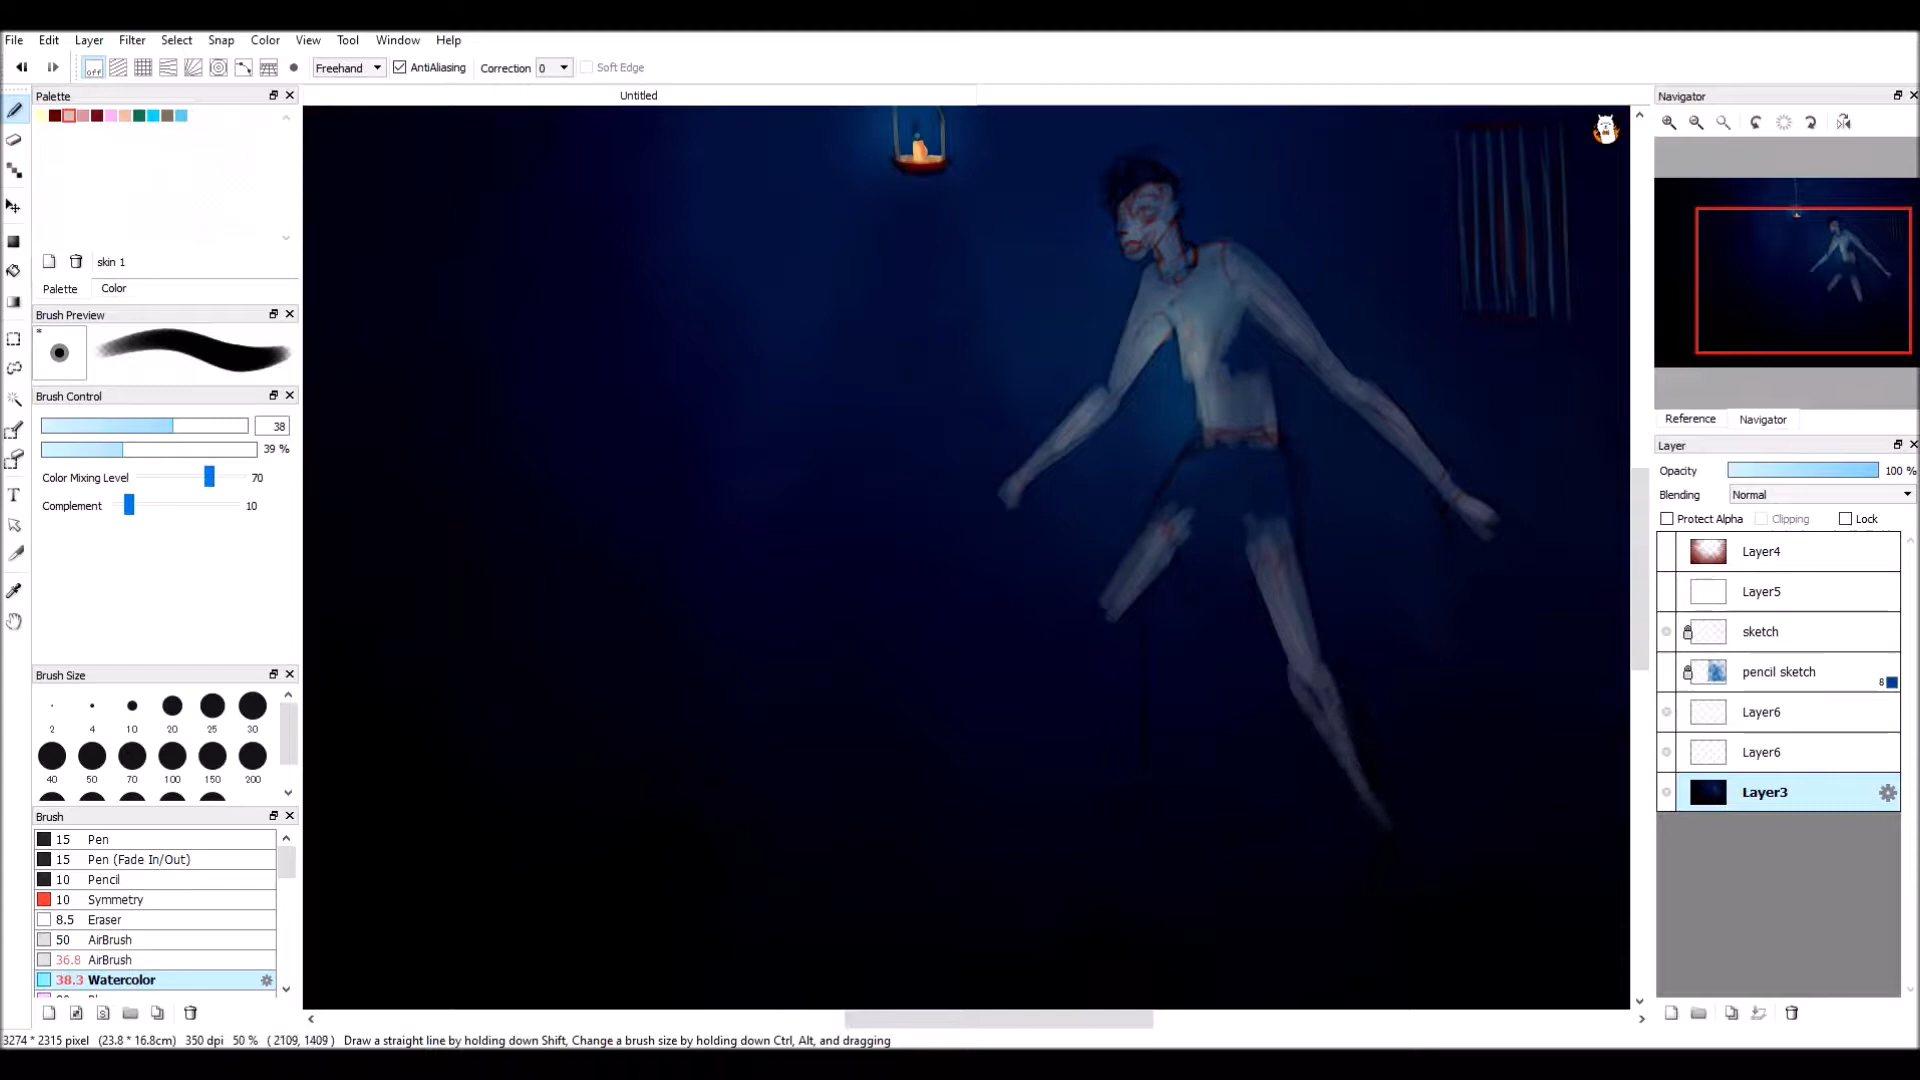 File Edit Layer Filter Select Snap Color View Tool Window Help
off Freehand AntiAliasing Correction 0 Soft Edge
Palette
Untitled
Navigator
skin 1
Palette Color
Brush Preview
*
Brush Control
38
39 %
Color Mixing Level 70
Complement 10
Reference Navigator
Layer
Opacity 100 %
Blending Normal
Protect Alpha Clipping Lock
Layer4
Layer5
sketch
pencil sketch
8
Layer6
Layer6
Layer3
Brush Size
2 4 10 20 25 30
40 50 70 100 150 200
Brush
15 Pen
15 Pen (Fade In/Out)
10 Pencil
10 Symmetry
8.5 Eraser
50 AirBrush
36.8 AirBrush
38.3 Watercolor
3274 * 2315 pixel (23.8 * 16.8cm) 350 dpi 50 % ( 2109, 1409 ) Draw a straight line by holding down Shift, Change a brush size by holding down Ctrl, Alt, and dragging